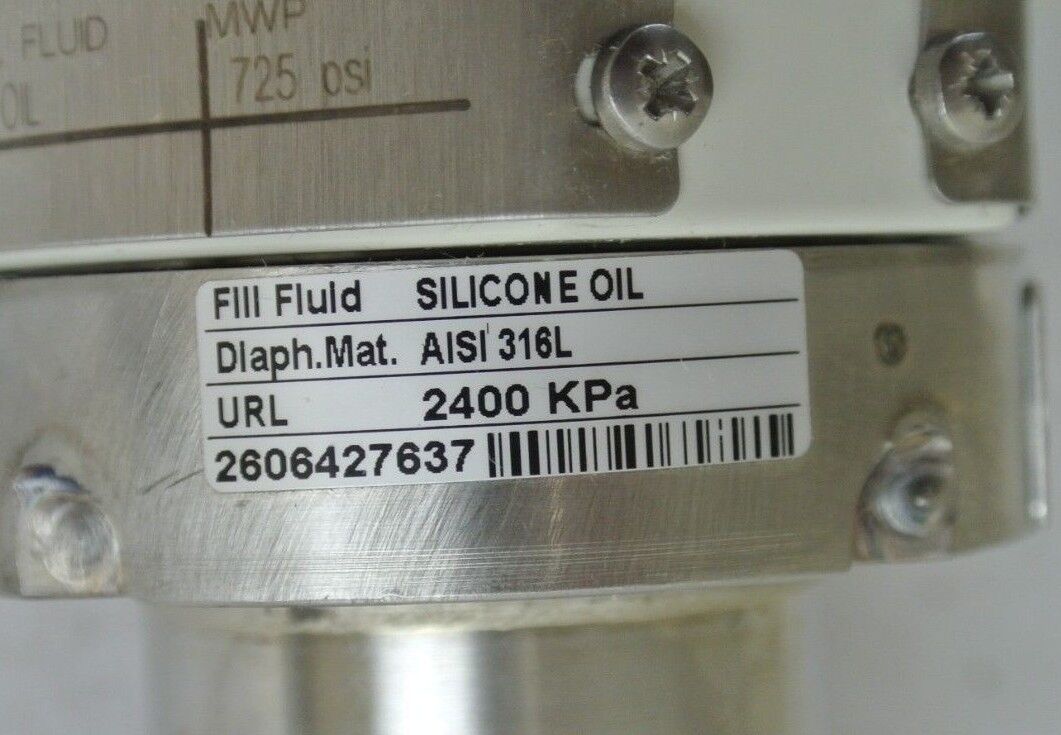 FLUID MWP
OIL 725 psi
Fill Fluid SILICONE OIL
Diaph.Mat. AISI 316L
URL 2400 KPa
2606427637